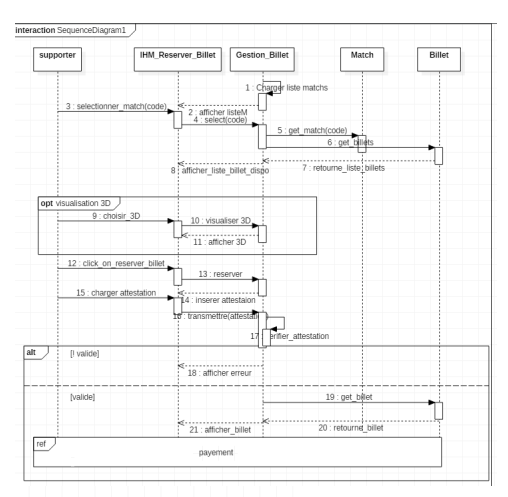 interaction SequenceDiagram1
supporter
IHM_Reserver_Billet
Gestion_Billet
Match
Billet
1 : Charger liste matchs
2 : afficher listeM
3 : selectionner_match(code)
4 : select(code)
5 : get_match(code)
6 : get_billets
7 : retourne_liste_billets
8 : afficher_liste_billet_dispo
opt visualisation 3D
9 : choisir_3D
10 : visualiser 3D
11 : afficher 3D
12 : click_on_reserver_billet
13 : reserver
14 : inserer attestaion
15 : charger attestation
16 : transmettre(attestation)
17 : verifier_attestation
alt
[! valide]
18 : afficher erreur
[valide]
19 : get_billet
20 : retourne_billet
21 : afficher_billet
ref
payement